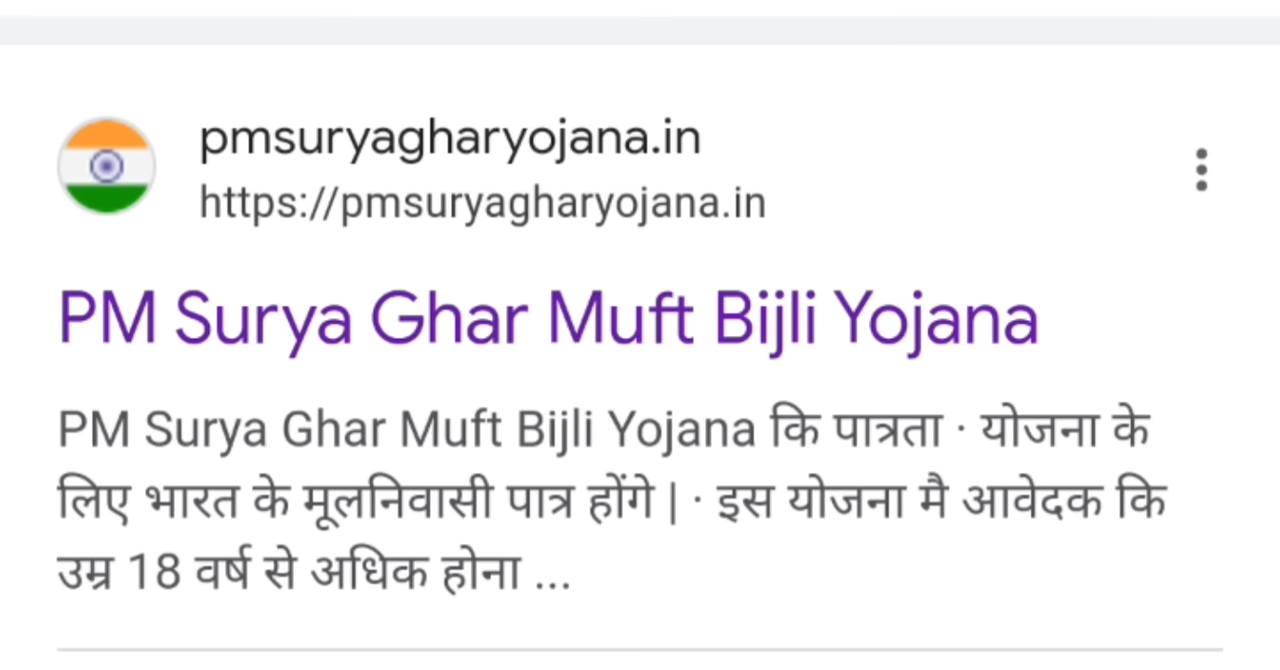 pmsuryagharyojana.in
https://pmsuryagharyojana.in
PM Surya Ghar Muft Bijli Yojana
PM Surya Ghar Muft Bijli Yojana कि पात्रता · योजना के
लिए भारत के मूलनिवासी पात्र होंगे | · इस योजना मै आवेदक कि
उम्र 18 वर्ष से अधिक होना ...